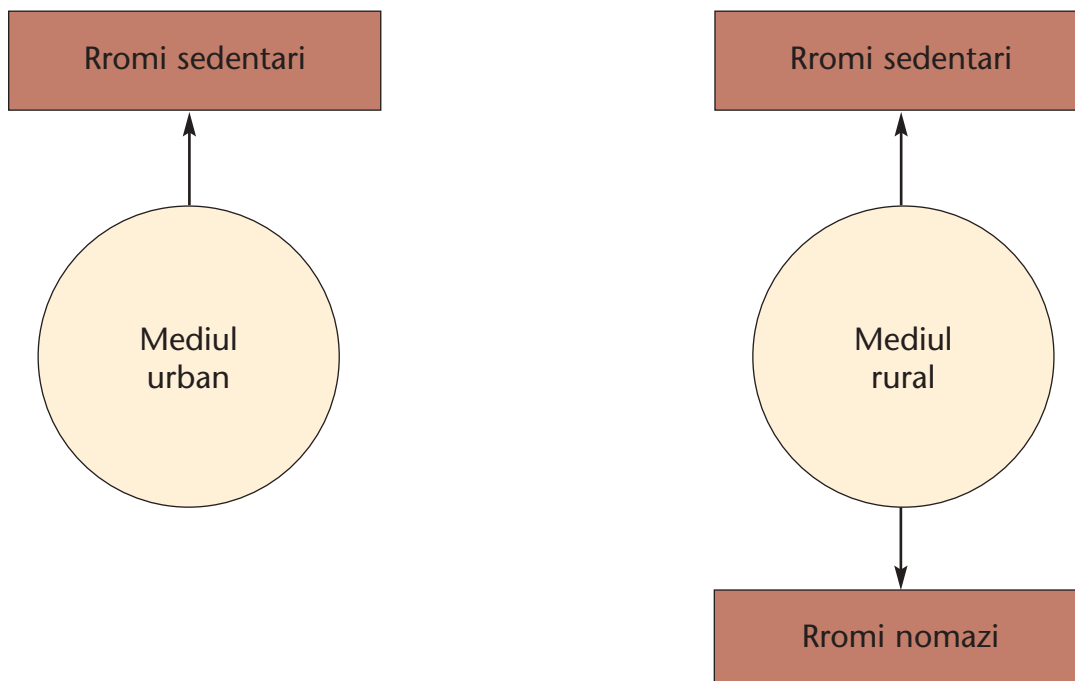 Rromi sedentari
Rromi sedentari
Mediul
urban
Mediul
rural
Rromi nomazi